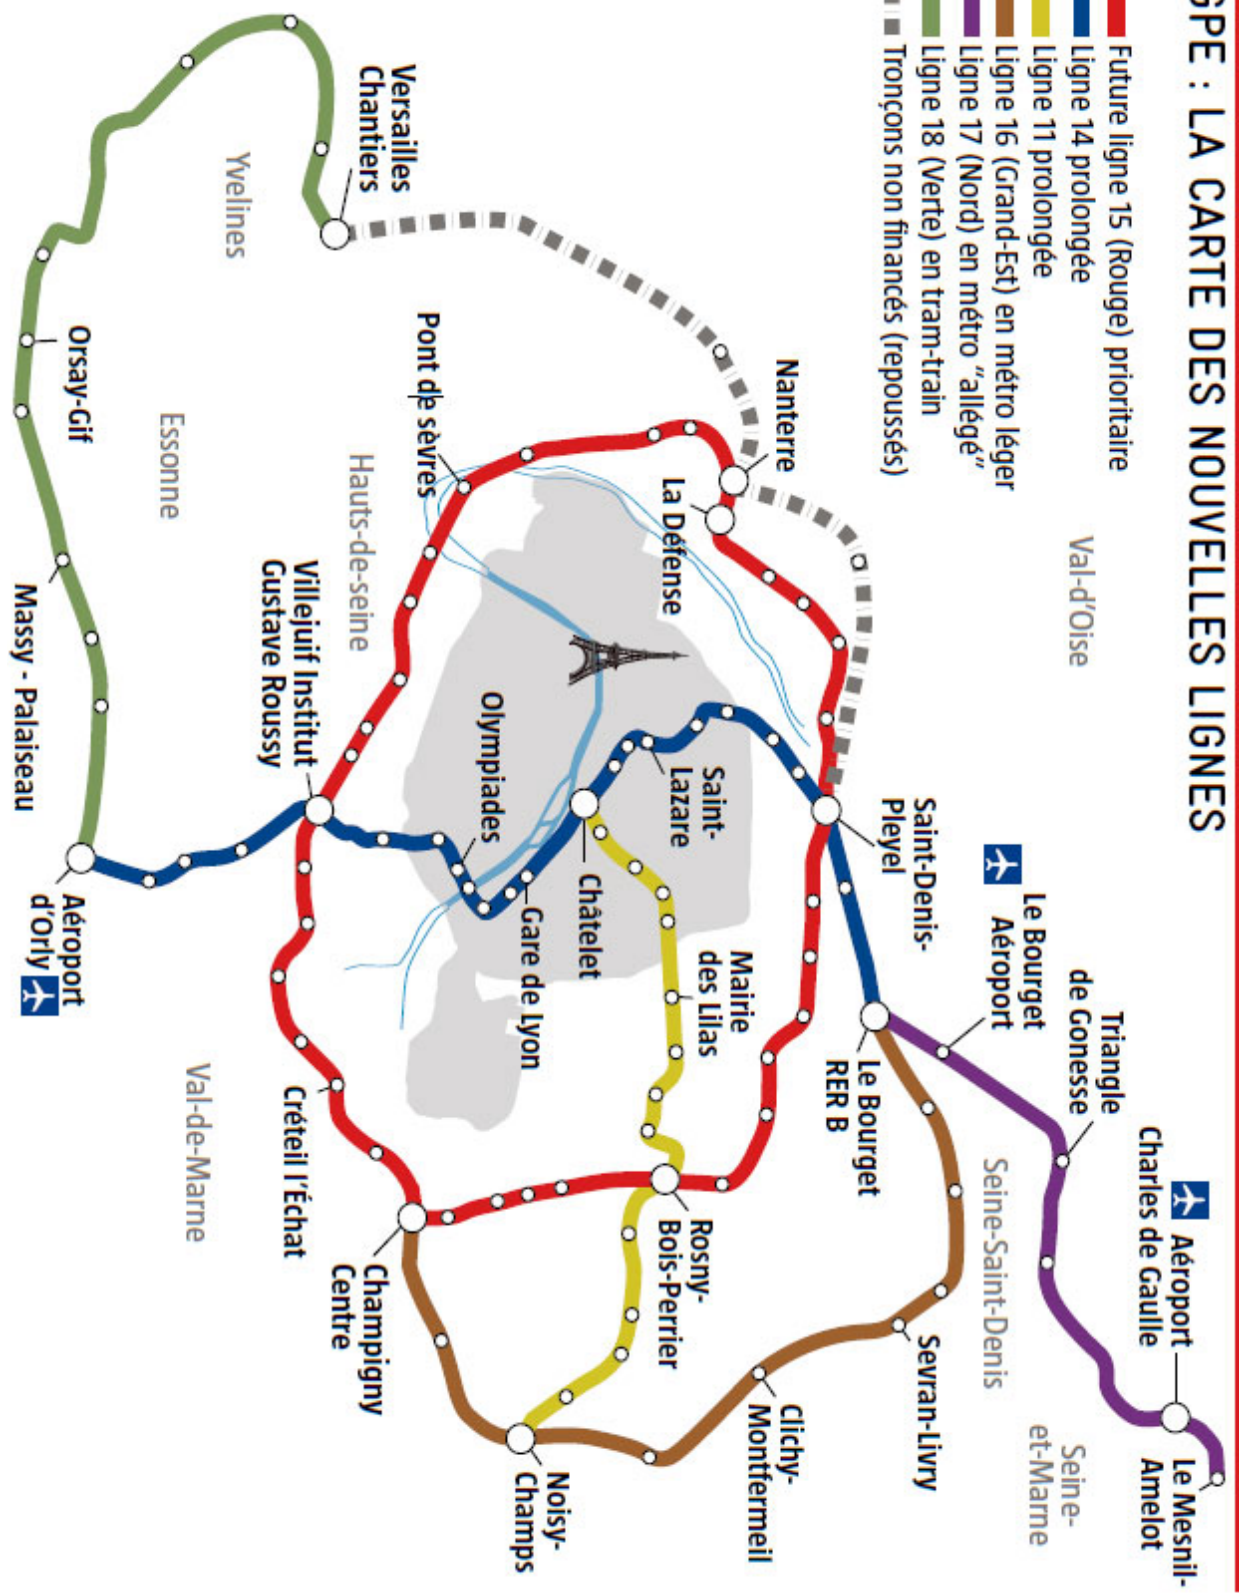 GPE : LA CARTE DES NOUVELLES LIGNES
Future ligne 15 (Rouge) prioritaire
Ligne 14 prolongée
Ligne 11 prolongée
Ligne 16 (Grand-Est) en métro léger
Ligne 17 (Nord) en métro "allégé"
Ligne 18 (Verte) en tram-train
Tronçons non financés (repoussés)
Val-d'Oise
Le Mesnil-
Amelot
Aéroport
Charles de Gaulle
Triangle
de Gonesse
Le Bourget
Aéroport
Seine-
et-Marne
Seine-Saint-Denis
Saint-Denis-
Pleyel
Le Bourget
RER B
Sevran-Livry
Nanterre
La Défense
Clichy-
Montfermeil
Saint-
Lazare
Mairie
des Lilas
Rosny-
Bois-Perrier
Châtelet
Gare de Lyon
Noisy-
Champs
Olympiades
Versailles
Chantiers
Pont de sèvres
Hauts-de-seine
Champigny
Centre
Villejuif Institut
Gustave Roussy
Créteil l'Échat
Yvelines
Val-de-Marne
Essonne
Orsay-Gif
Massy - Palaiseau
Aéroport
d'Orly